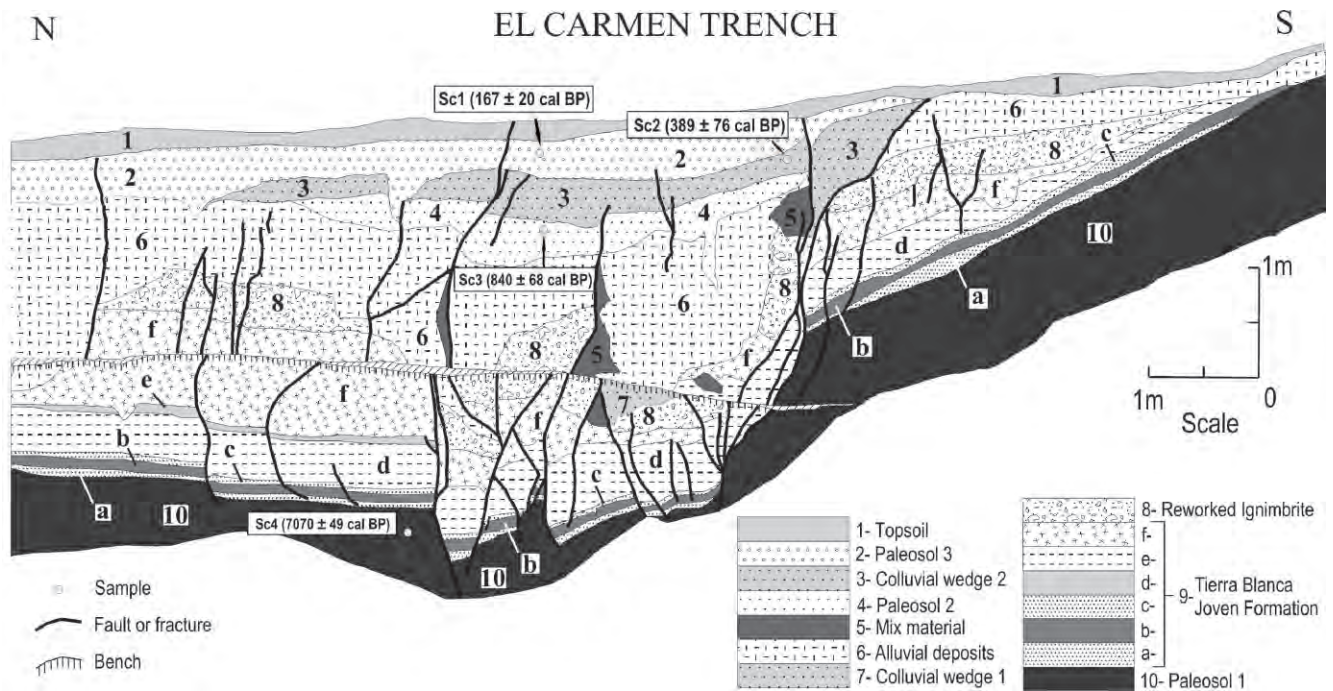 N
EL CARMEN TRENCH
S
Sc1 (167 ± 20 cal BP)
Sc2 (389 ± 76 cal BP)
1
1
6
2
2
3
8
c
3
3
4
4
f
5
6
d
10
1m
Sc3 (840 ± 68 cal BP)
6
8
8
a
f
6
8
5
f
b
e
f
f
7
8
1m
0
Scale
b
c
d
c
d
a
10
Sc4 (7070 ± 49 cal BP)
10
b
Sample
Fault or fracture
Bench
1- Topsoil
2- Paleosol 3
3- Colluvial wedge 2
4- Paleosol 2
5- Mix material
6- Alluvial deposits
7- Colluvial wedge 1
8- Reworked Ignimbrite
f-
e-
d-
c-
b-
a-
9- Tierra Blanca
Joven Formation
10- Paleosol 1